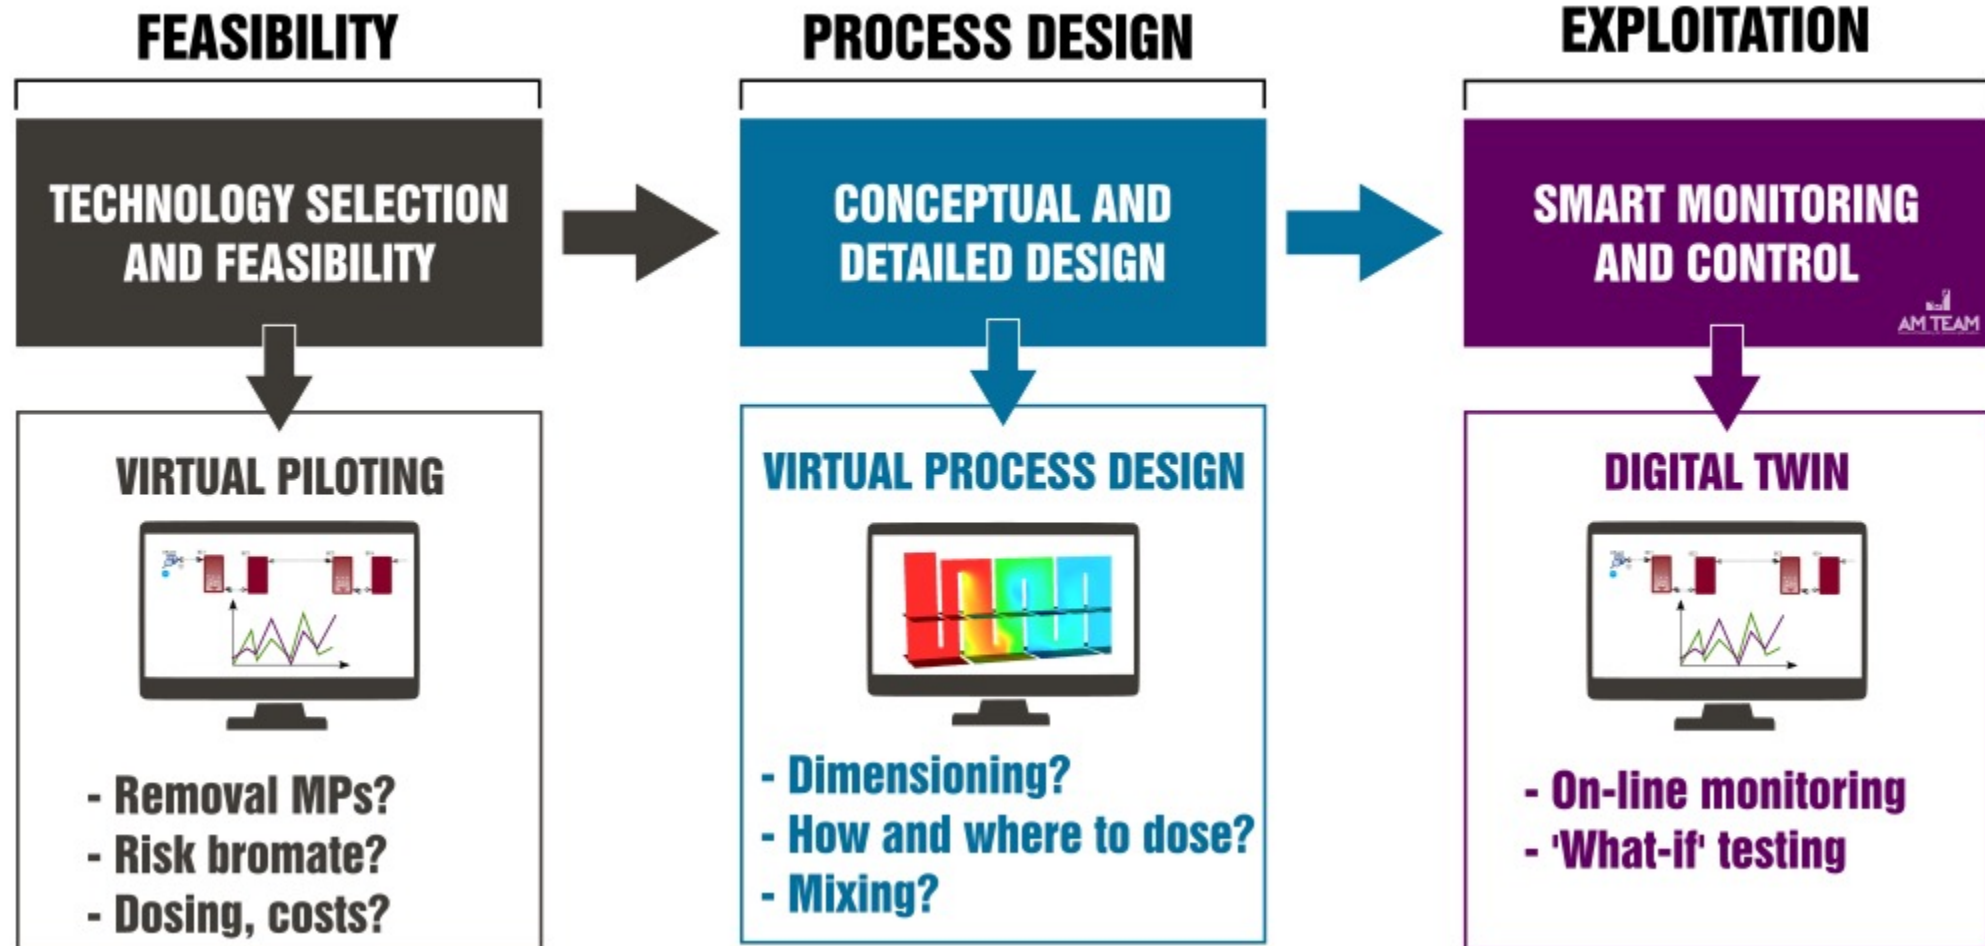 FEASIBILITY
TECHNOLOGY SELECTION
AND FEASIBILITY
VIRTUAL PILOTING
- Removal MPs?
- Risk bromate?
- Dosing, costs?
PROCESS DESIGN
CONCEPTUAL AND
DETAILED DESIGN
VIRTUAL PROCESS DESIGN
- Dimensioning?
- How and where to dose?
- Mixing?
EXPLOITATION
SMART MONITORING
AND CONTROL
AM TEAM
DIGITAL TWIN
- On-line monitoring
- 'What-if' testing